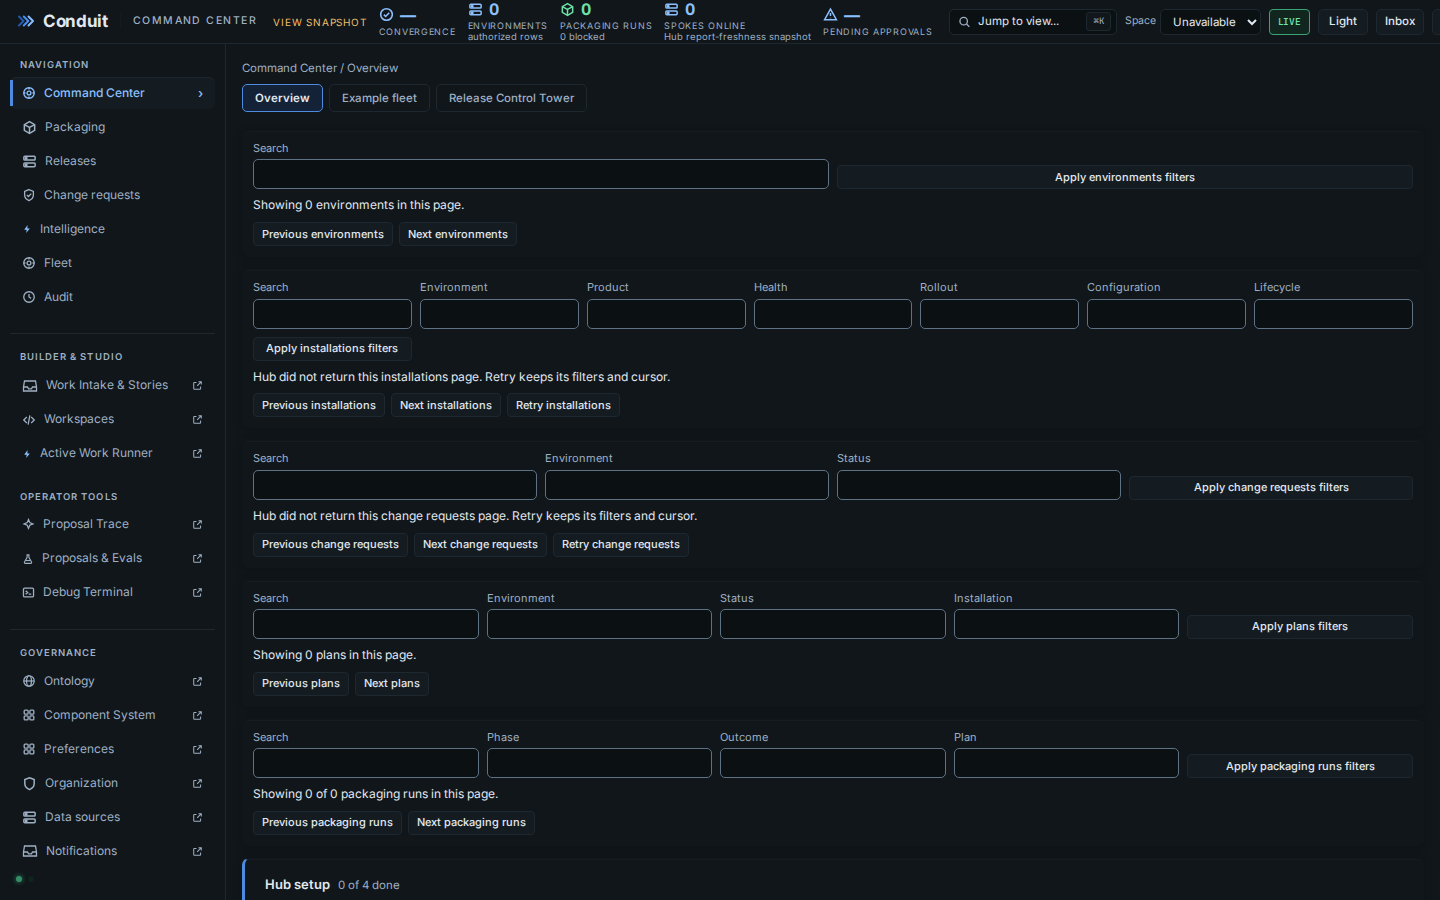 Conduit
COMMAND CENTER
VIEW SNAPSHOT
—
CONVERGENCE
0
ENVIRONMENTS
authorized rows
0
PACKAGING RUNS
0 blocked
0
SPOKES ONLINE
Hub report-freshness snapshot
—
PENDING APPROVALS
Jump to view...
⌘K
Space
Unavailable
LIVE
Light
Inbox
NAVIGATION
Command Center
Packaging
Releases
Change requests
Intelligence
Fleet
Audit
BUILDER & STUDIO
Work Intake & Stories
Workspaces
Active Work Runner
OPERATOR TOOLS
Proposal Trace
Proposals & Evals
Debug Terminal
GOVERNANCE
Ontology
Component System
Preferences
Organization
Data sources
Notifications
Command Center / Overview
Overview
Example fleet
Release Control Tower
Search
Apply environments filters
Showing 0 environments in this page.
Previous environments
Next environments
Search
Environment
Product
Health
Rollout
Configuration
Lifecycle
Apply installations filters
Hub did not return this installations page. Retry keeps its filters and cursor.
Previous installations
Next installations
Retry installations
Search
Environment
Status
Apply change requests filters
Hub did not return this change requests page. Retry keeps its filters and cursor.
Previous change requests
Next change requests
Retry change requests
Search
Environment
Status
Installation
Apply plans filters
Showing 0 plans in this page.
Previous plans
Next plans
Search
Phase
Outcome
Plan
Apply packaging runs filters
Showing 0 of 0 packaging runs in this page.
Previous packaging runs
Next packaging runs
Hub setup
0 of 4 done